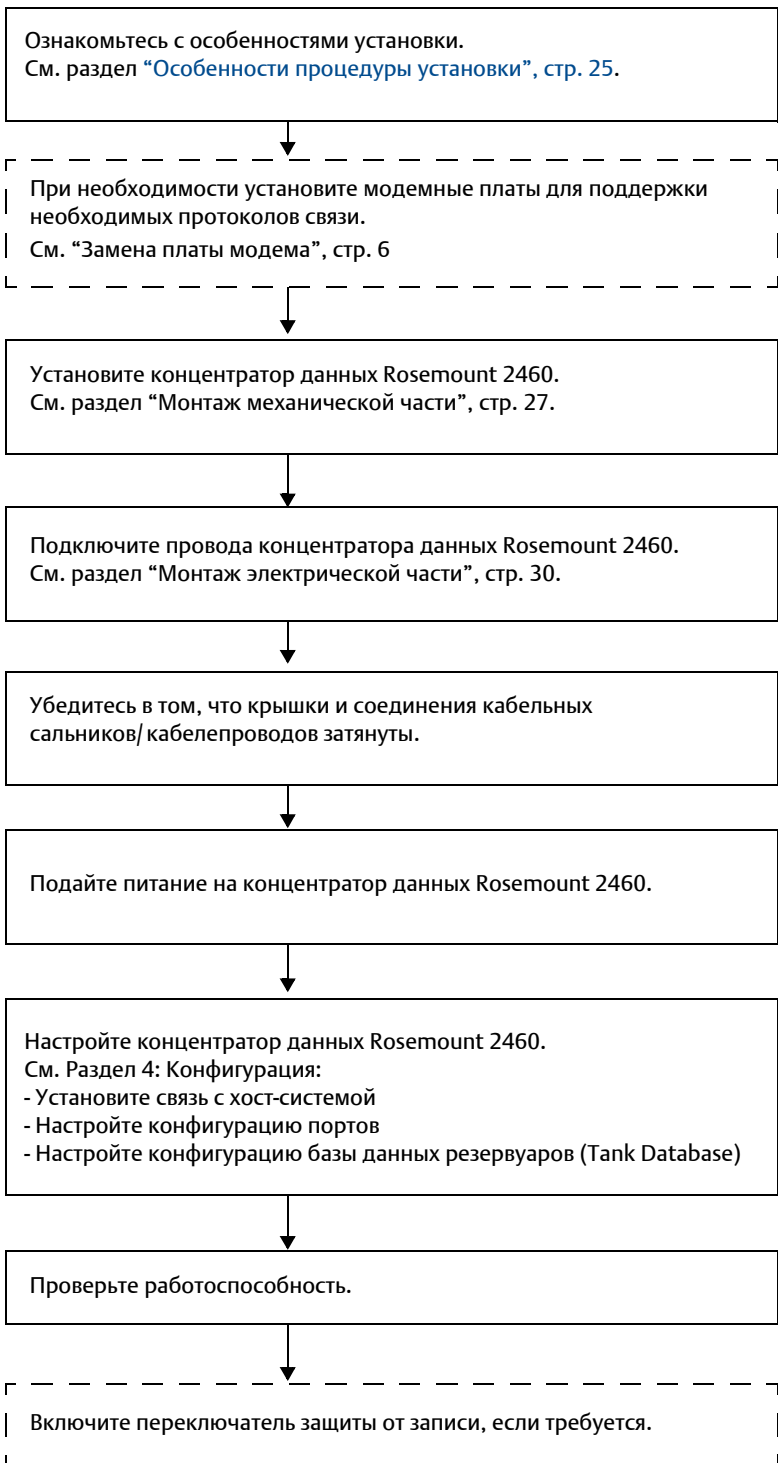 Ознакомьтесь с особенностями установки.
См. раздел “Особенности процедуры установки”, стр. 25.
При необходимости установите модемные платы для поддержки
необходимых протоколов связи.
См. “Замена платы модема”, стр. 6
Установите концентратор данных Rosemount 2460.
См. раздел “Монтаж механической части”, стр. 27.
Подключите провода концентратора данных Rosemount 2460.
См. раздел “Монтаж электрической части”, стр. 30.
Убедитесь в том, что крышки и соединения кабельных
сальников/кабелепроводов затянуты.
Подайте питание на концентратор данных Rosemount 2460.
Настройте концентратор данных Rosemount 2460.
См. Раздел 4: Конфигурация:
- Установите связь с хост-системой
- Настройте конфигурацию портов
- Настройте конфигурацию базы данных резервуаров (Tank Database)
Проверьте работоспособность.
Включите переключатель защиты от записи, если требуется.